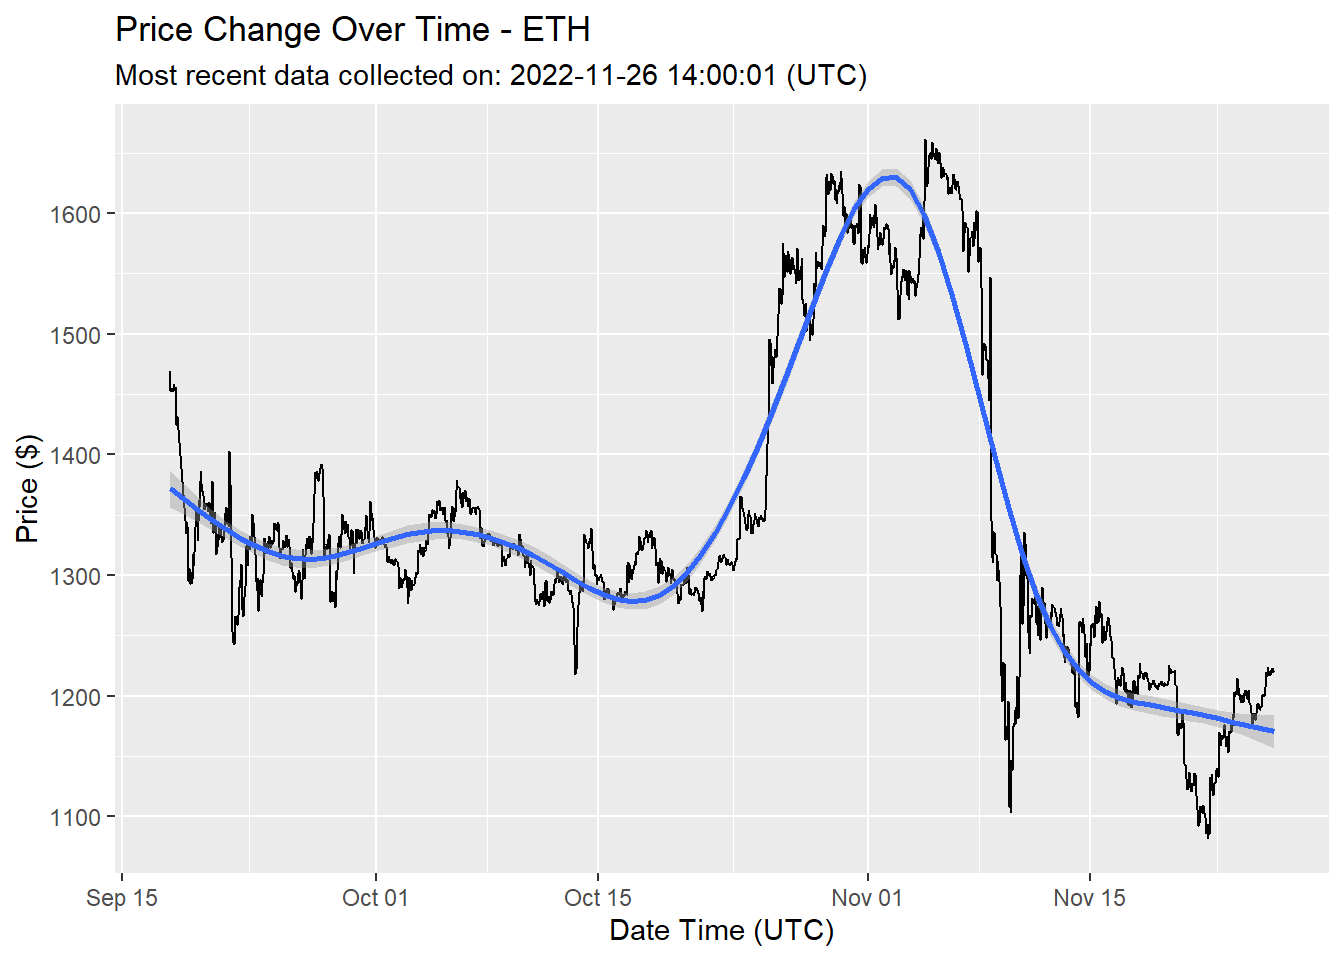 Price Change Over Time - ETH
Most recent data collected on: 2022-11-26 14:00:01 (UTC)
Price ($)
1600
1500
1400
1300
1200
1100
Sep 15 Oct 01 Oct 15 Nov 01 Nov 15
Date Time (UTC)